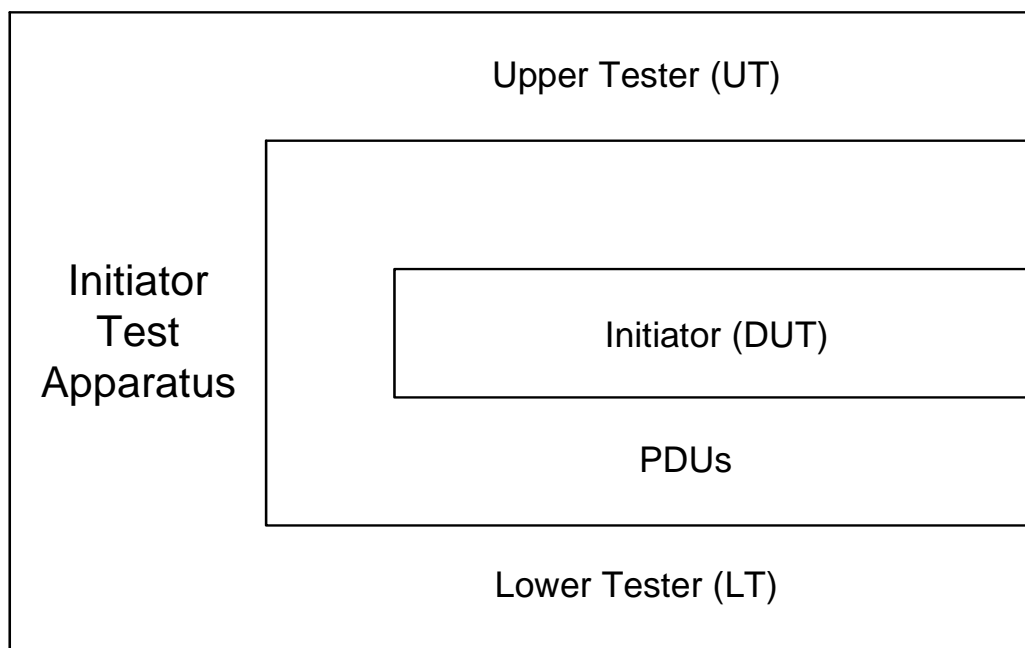 Upper Tester (UT)
Initiator
Test
Apparatus
Initiator (DUT)
PDUs
Lower Tester (LT)